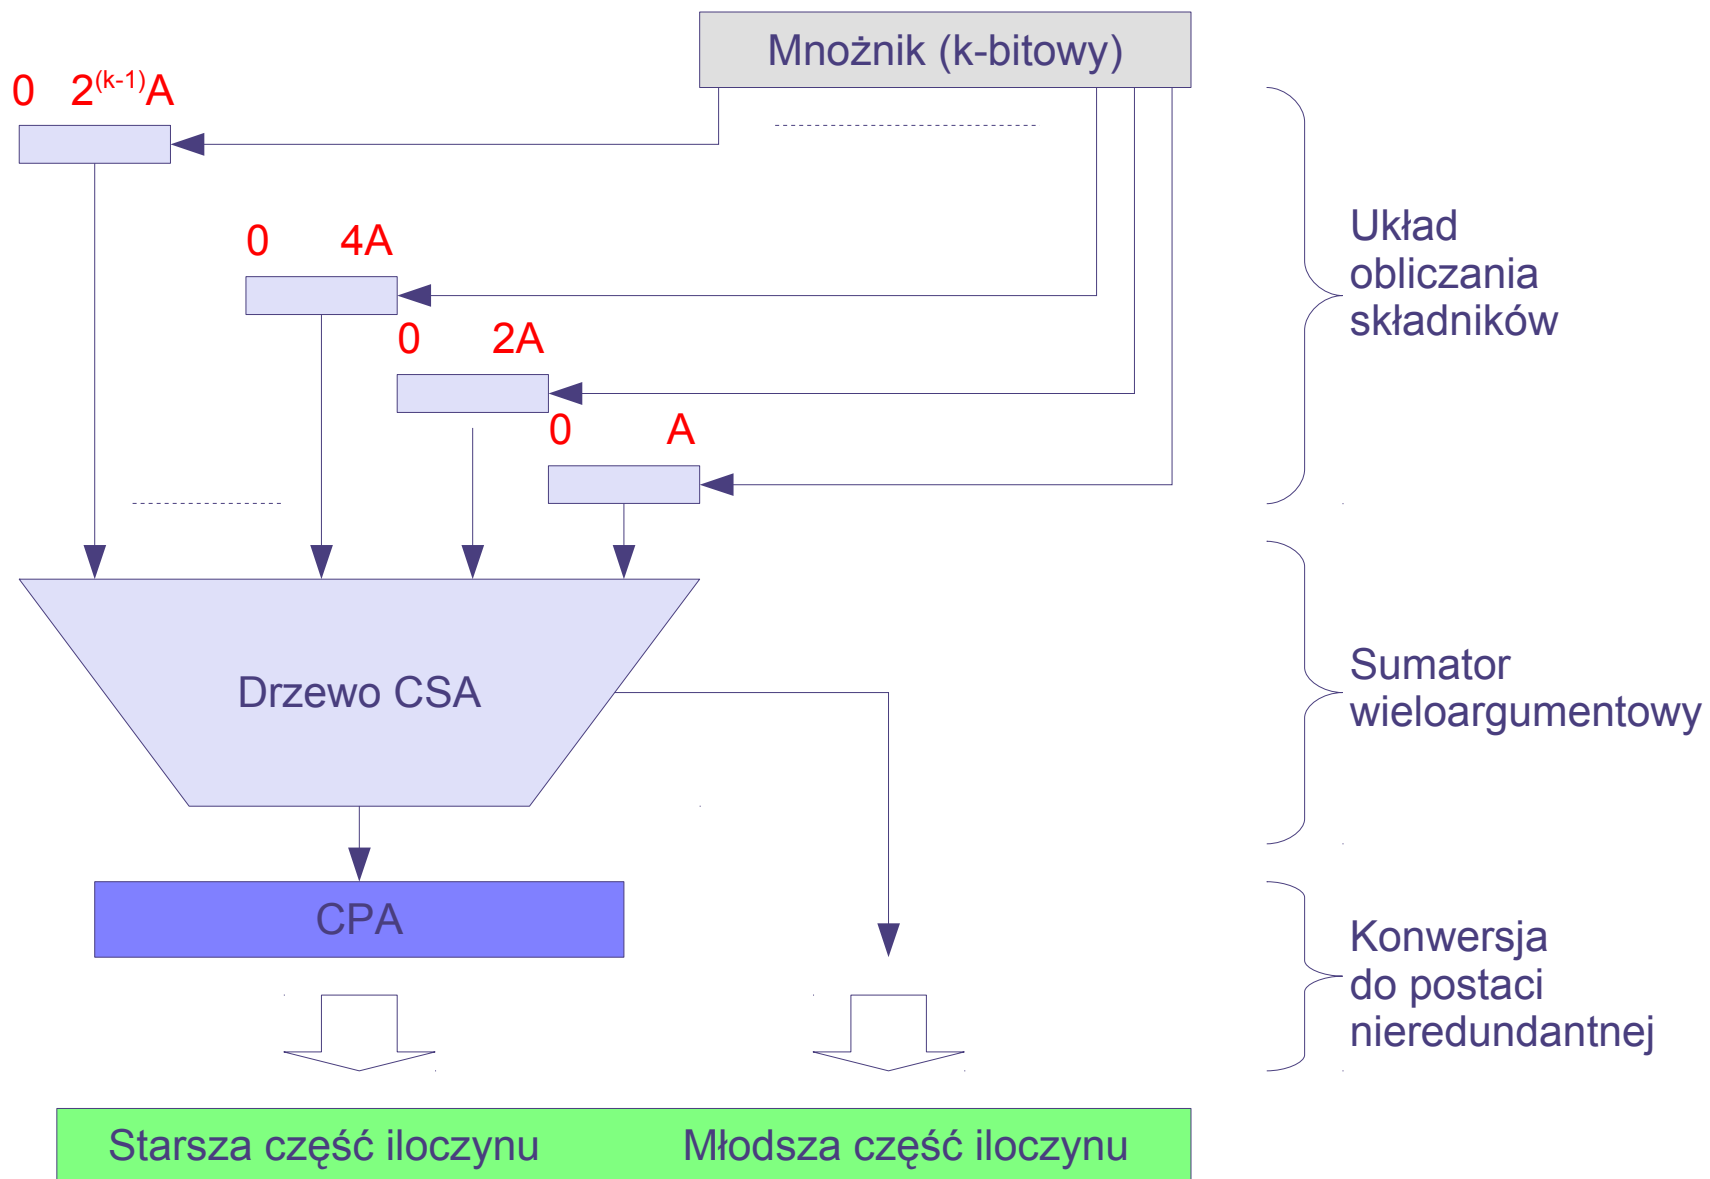 Mnożnik (k-bitowy)
0 2(k-1)A
0 4A
0 2A
0 A
Układ
obliczania
składników
Drzewo CSA
Sumator
wieloargumentowy
CPA
Konwersja
do postaci
nieredundantnej
Starsza część iloczynu
Młodsza część iloczynu